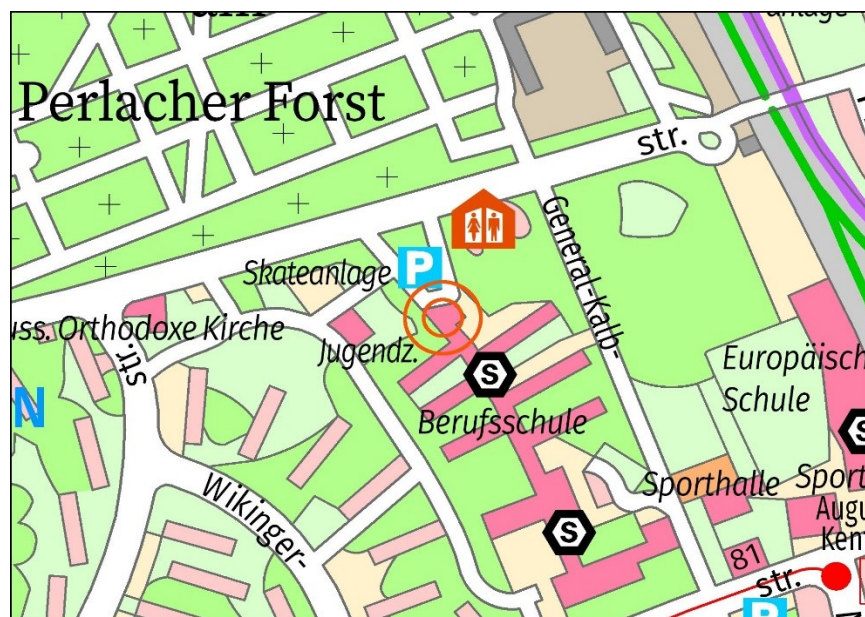 Perlacher Forst
str.
General-Kalb-
P
Skateanlage
uss. Orthodoxe Kirche
Jugendz.
str.
Europäisch
Schule
S
Berufsschule
N
S
Wikinger-
Sporthalle
Sport
Augu
Kem
S
81
str.
P